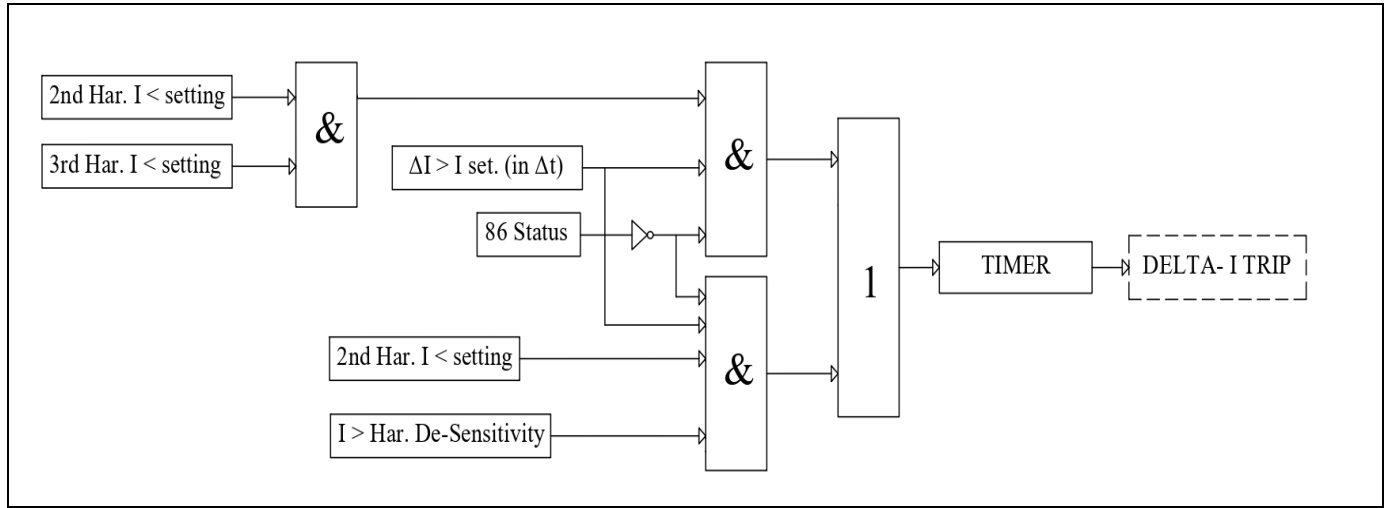 2nd Har. I < setting
&
3rd Har. I < setting
ΔI > I set. (in Δt)
&
86 Status
1
TIMER
DELTA- I TRIP
2nd Har. I < setting
&
I > Har. De-Sensitivity